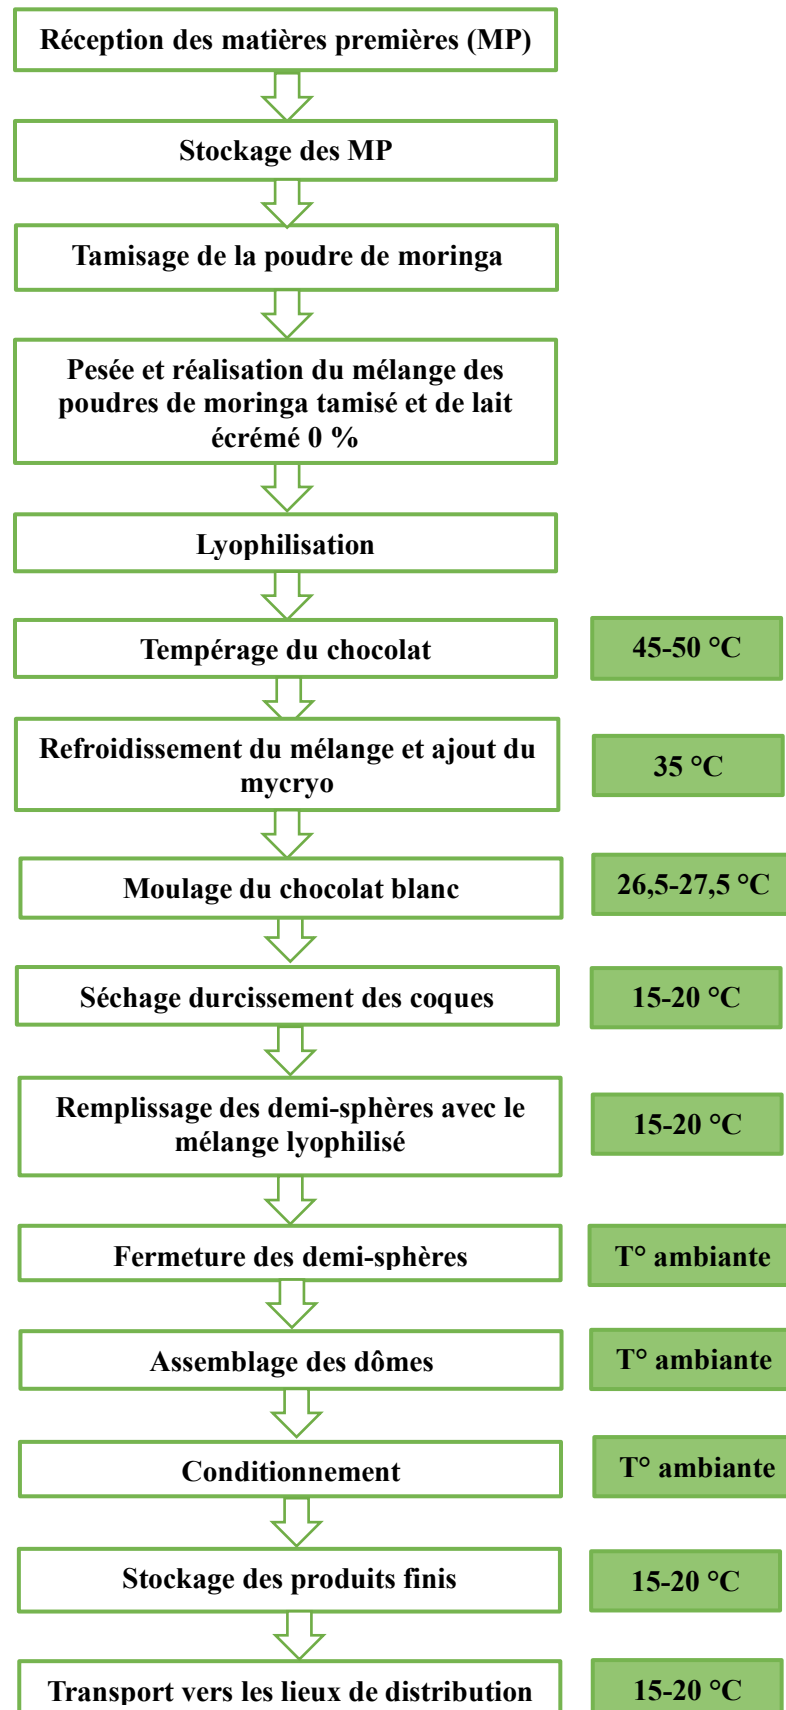 Réception des matières premières (MP)
Stockage des MP
Tamisage de la poudre de moringa
Pesée et réalisation du mélange des
poudres de moringa tamisé et de lait
écrémé 0 %
Lyophilisation
Tempérage du chocolat
45-50 °C
Refroidissement du mélange et ajout du
mycryo
35 °C
Moulage du chocolat blanc
26,5-27,5 °C
Séchage durcissement des coques
15-20 °C
Remplissage des demi-sphères avec le
mélange lyophilisé
15-20 °C
Fermeture des demi-sphères
T° ambiante
Assemblage des dômes
T° ambiante
Conditionnement
T° ambiante
Stockage des produits finis
15-20 °C
Transport vers les lieux de distribution
15-20 °C